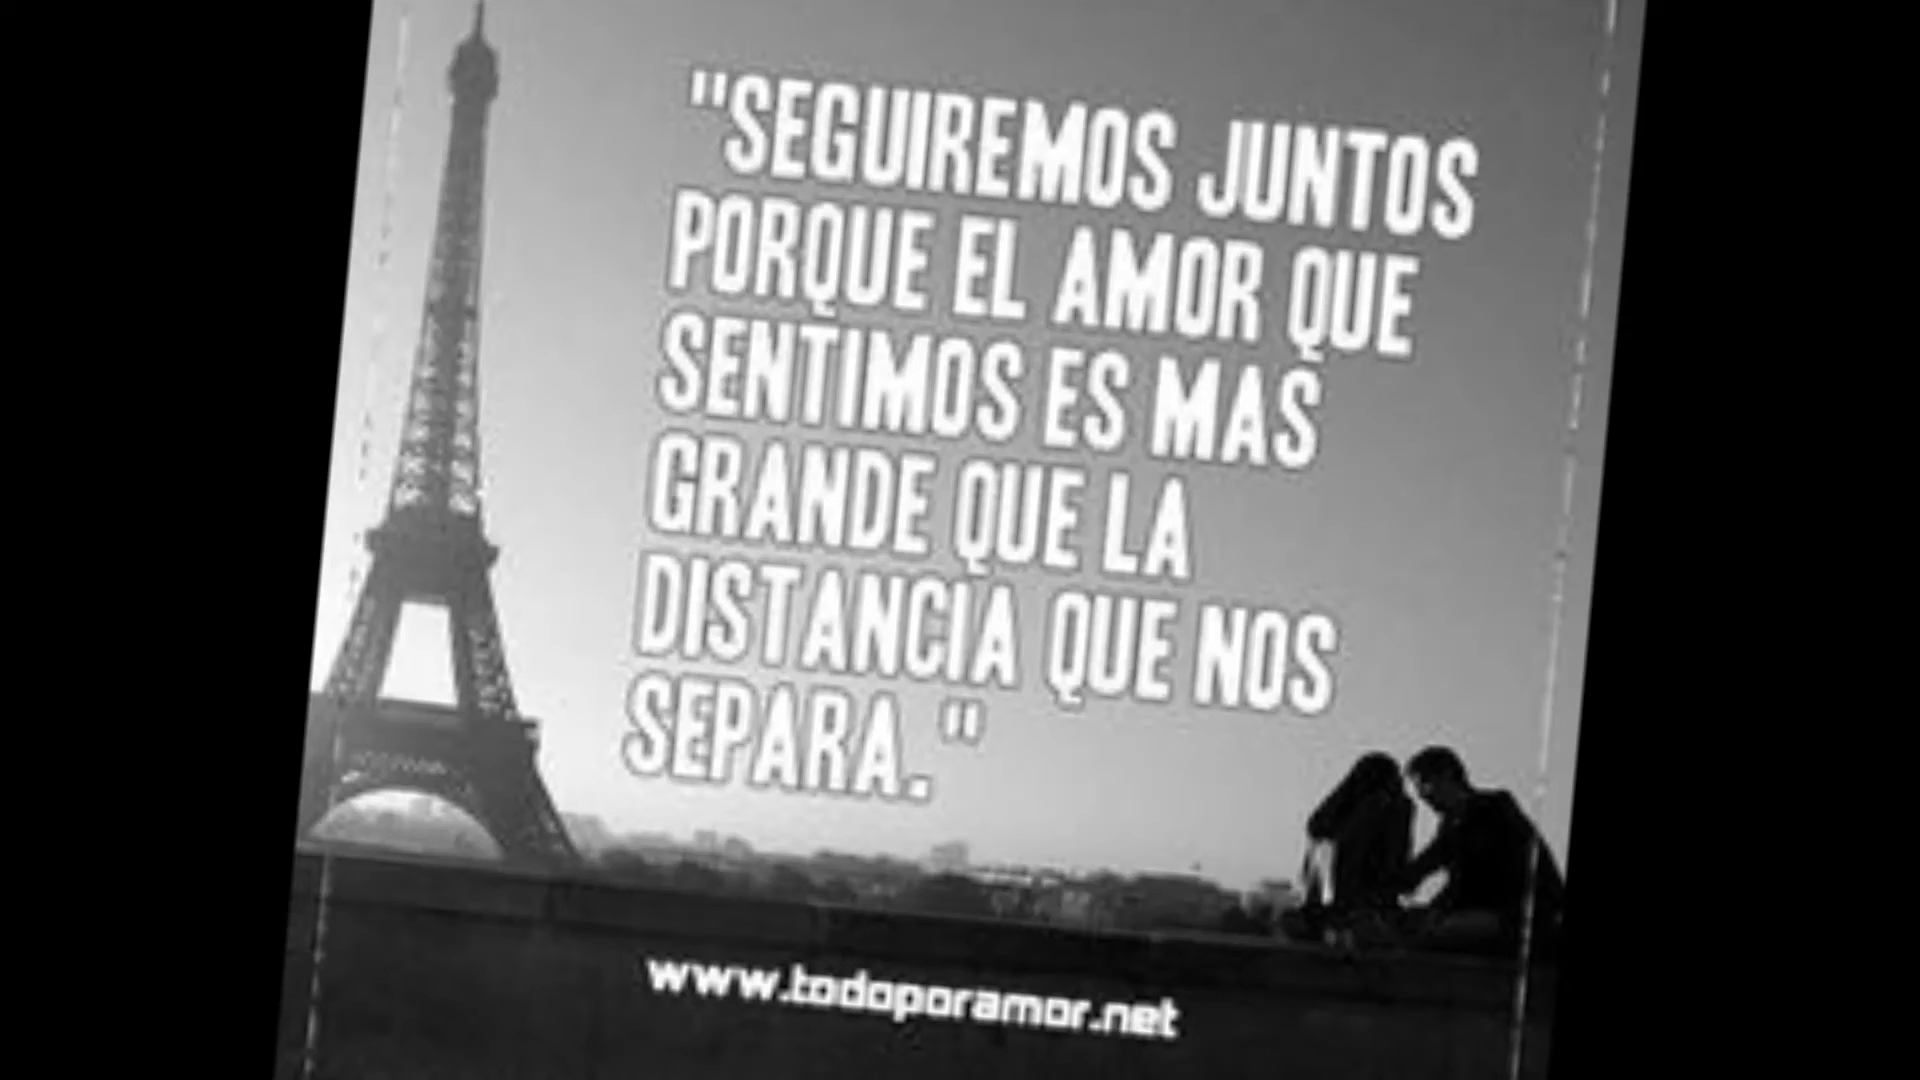 "SEGUIREMOS JUNTOS
PORQUE EL AMOR QUE
SENTIMOS ES MAS
GRANDE QUE LA
DISTANCIA QUE NOS
SEPARA."
www.todoporamor.net